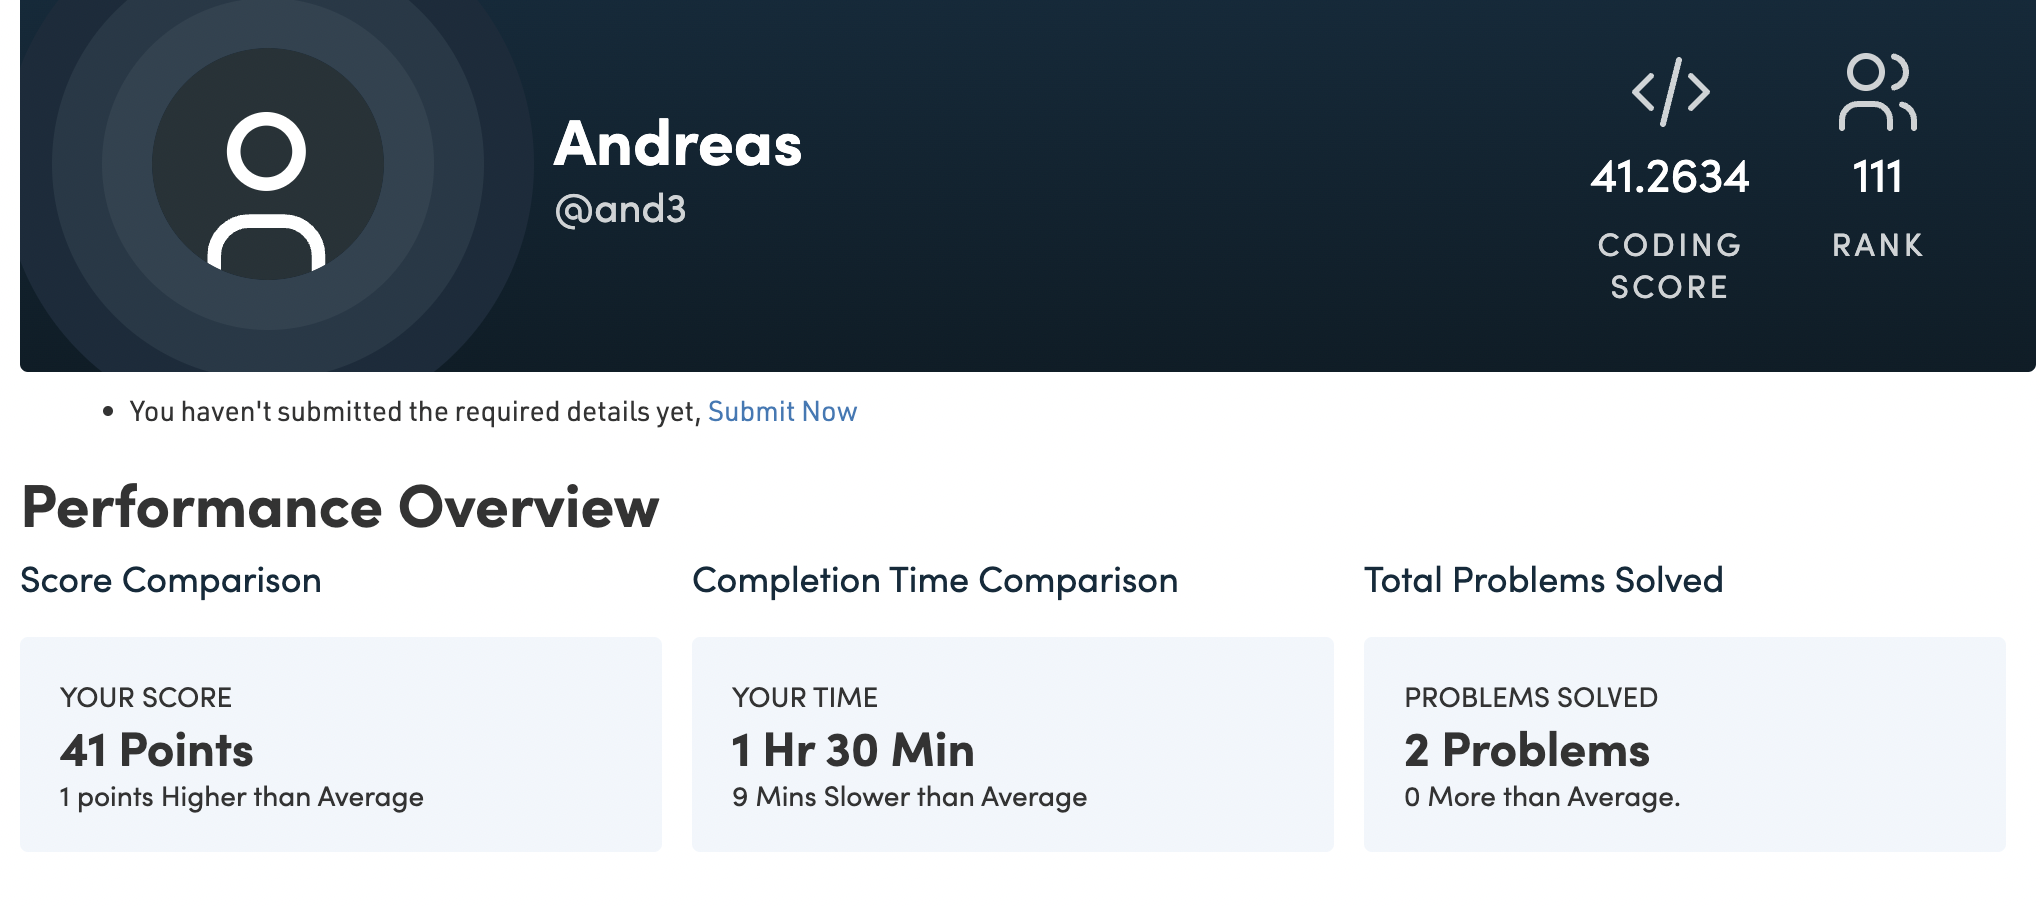 Andreas
@and3
41.2634
CODING
SCORE
111
RANK
• You haven't submitted the required details yet, Submit Now
Performance Overview
Score Comparison
YOUR SCORE
41 Points
1 points Higher than Average
Completion Time Comparison
YOUR TIME
1 Hr 30 Min
9 Mins Slower than Average
Total Problems Solved
PROBLEMS SOLVED
2 Problems
0 More than Average.